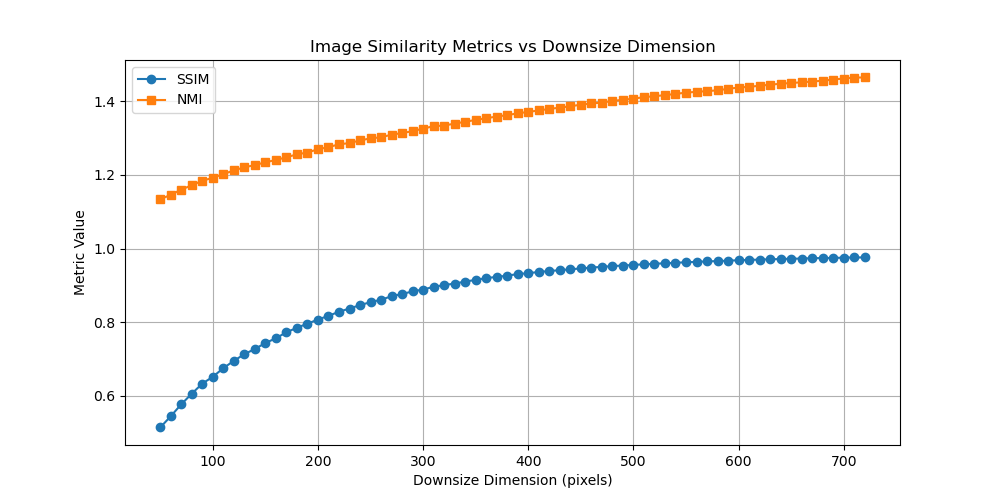 Image Similarity Metrics vs Downsize Dimension
SSIM
NMI
1.4
1.2
1.0
0.8
0.6
Metric Value
100 200 300 400 500 600 700
Downsize Dimension (pixels)